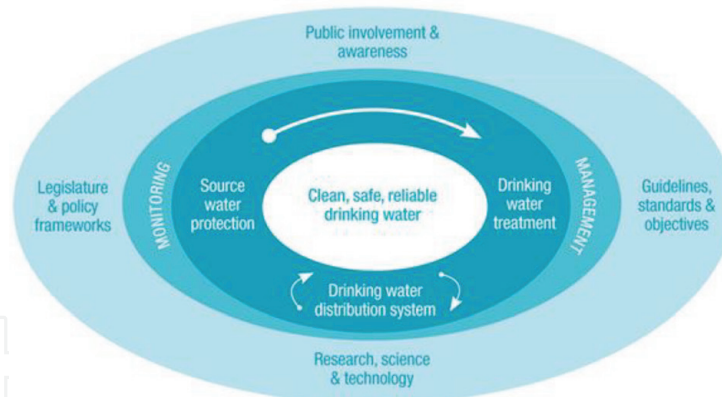 Public involvement &
awareness
Legislature
& policy
frameworks
MONITORING
Source
water
protection
Clean, safe, reliable
drinking water
Drinking
water
treatment
MANAGEMENT
Guidelines,
standards &
objectives
Drinking water
distribution system
Research, science
& technology